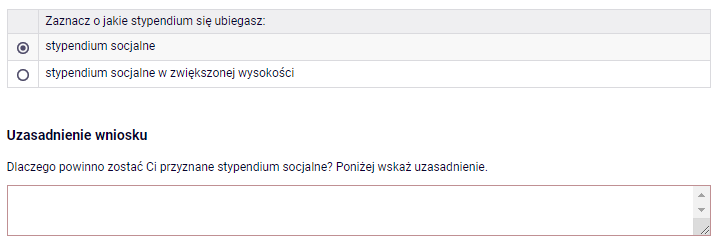 Zaznacz o jakie stypendium się ubiegasz:
stypendium socjalne
stypendium socjalne w zwiększonej wysokości
Uzasadnienie wniosku
Dlaczego powinno zostać Ci przyznane stypendium socjalne? Poniżej wskaż uzasadnienie.